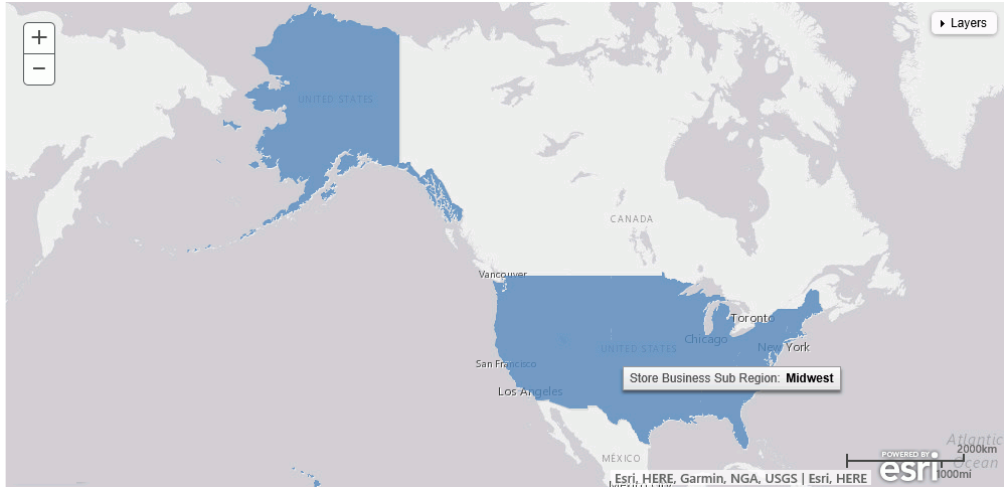 +
Layers
−
UNITED STATES
CANADA
Vancouver
Toronto
Chicago
New York
UNITED STATES
San Francisco
Store Business Sub Region: Midwest
Los Angeles
Atlantic
Ocean
2000km
1000mi
MÉXICO
POWERED BY
esri
Esri, HERE, Garmin, NGA, USGS | Esri, HERE